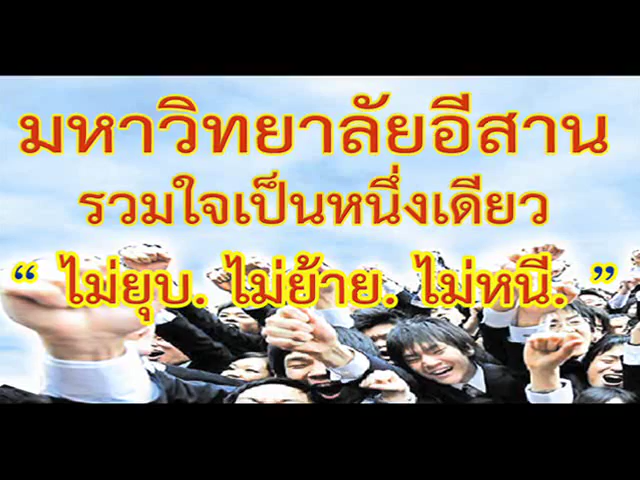 มหาวิทยาลัยอีสาน
รวมใจเป็นหนึ่งเดียว
“ ไม่ยุบ. ไม่ย้าย. ไม่หนี. ”